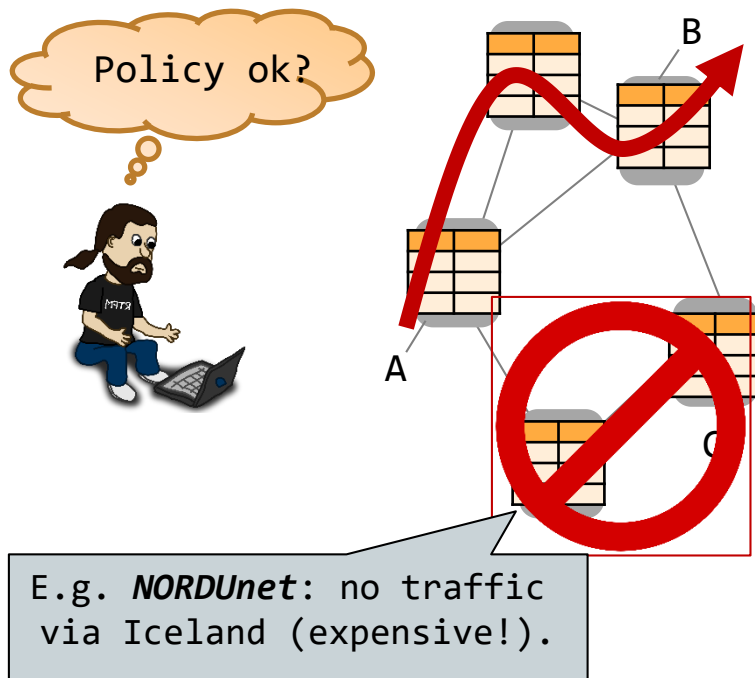 Policy ok?
B
A
C
E.g. NORDUnet: no traffic
via Iceland (expensive!).